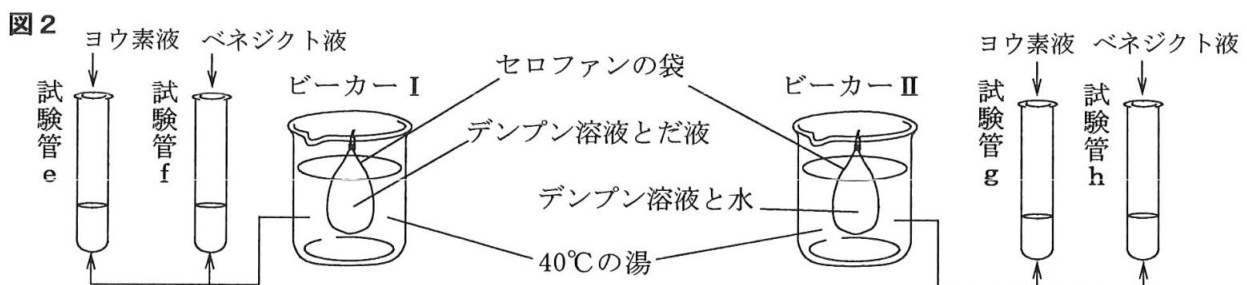 図2
ヨウ素液 ベネジクト液
試験管e
試験管f
ビーカーⅠ
セロファンの袋
デンプン溶液とだ液
デンプン溶液と水
40℃の湯
ビーカーⅡ
ヨウ素液 ベネジクト液
試験管g
試験管h